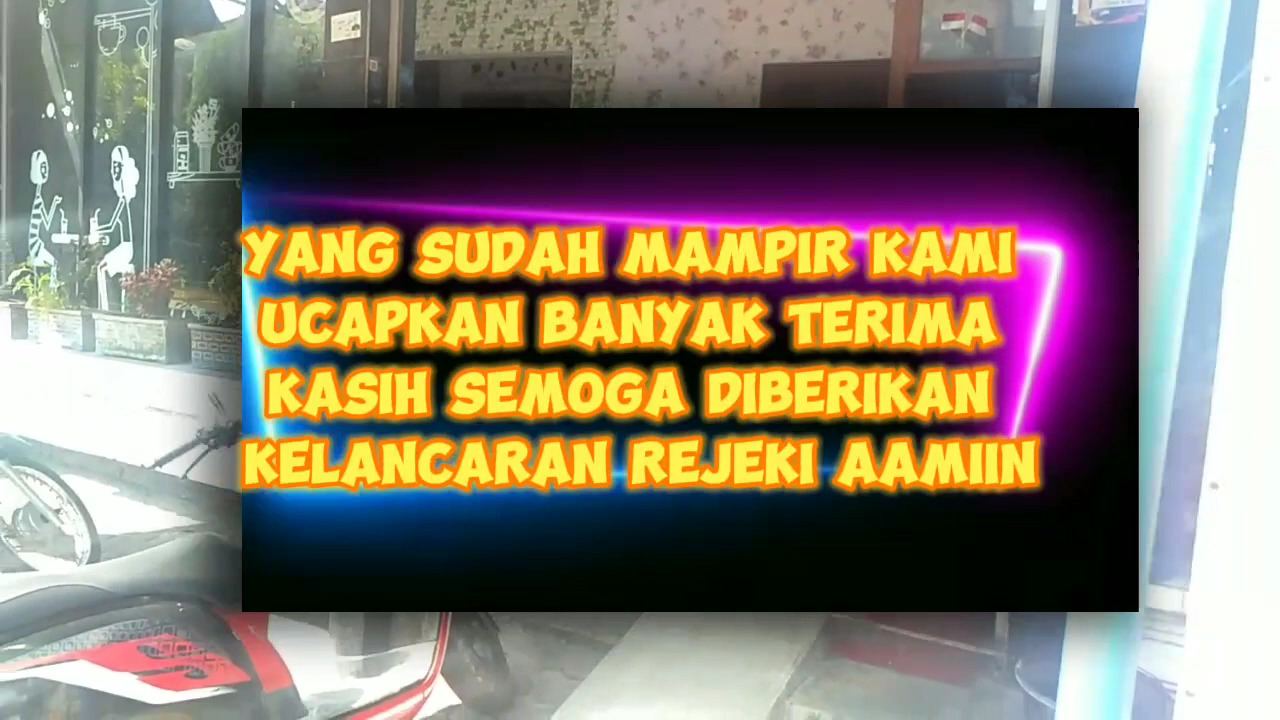 YANG SUDAH MAMPIR KAMI
UCAPKAN BANYAK TERIMA
KASIH SEMOGA DIBERIKAN
KELANCARAN REJEKI AAMIIN